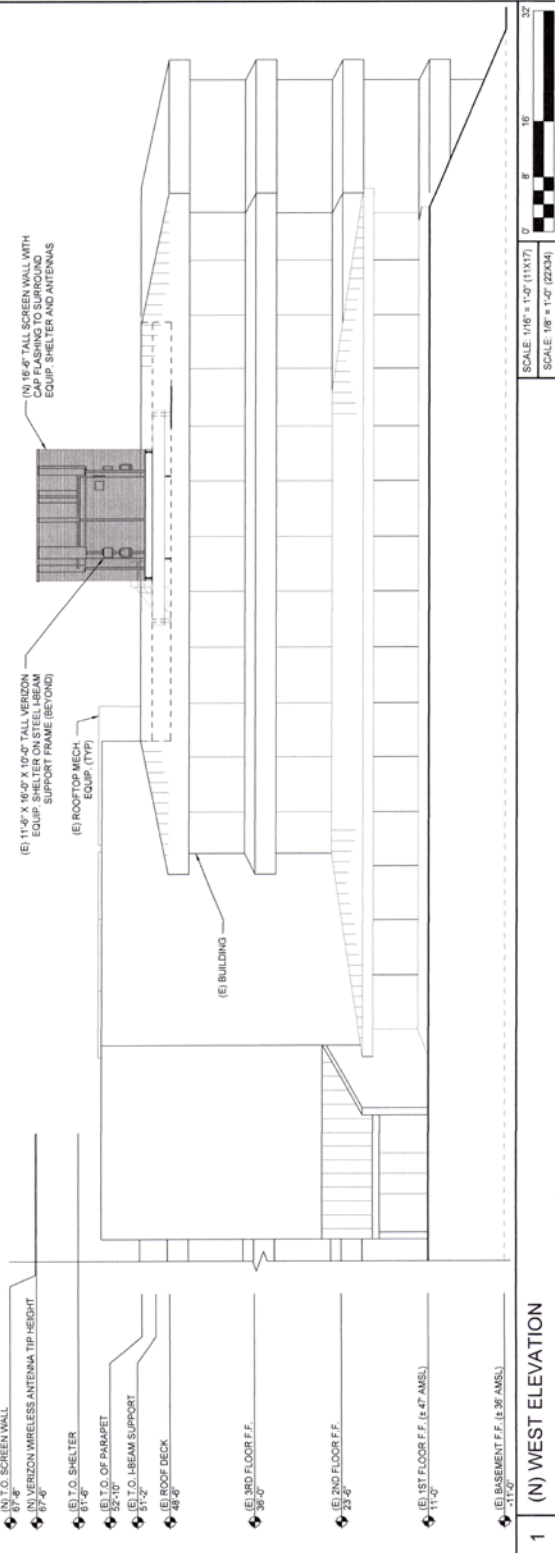 (N) T.O. SCREEN WALL
67'-8"
(N) VERIZON WIRELESS ANTENNA TIP HEIGHT
67'-6"
(E) T.O. SHELTER
61'-6"
(E) T.O. OF PARAPET
52'-10"
(E) T.O. I-BEAM SUPPORT
51'-2"
(E) ROOF DECK
48'-6"
(E) 3RD FLOOR F.F.
36'-0"
(E) 2ND FLOOR F.F.
23'-6"
(E) 1ST FLOOR F.F. (± 47' AMSL)
11'-0"
(E) BASEMENT F.F. (± 36' AMSL)
-11'-0"
(E) 11'-6" X 16'-0" X 10'-0" TALL VERIZON
EQUIP. SHELTER ON STEEL I-BEAM
SUPPORT FRAME (BEYOND)
(E) ROOFTOP MECH.
EQUIP. (TYP)
(E) BUILDING
(N) 16'-6" TALL SCREEN WALL WITH
CAP FLASHING TO SURROUND
EQUIP. SHELTER AND ANTENNAS
1
(N) WEST ELEVATION
SCALE: 1/16" = 1'-0" (11X17)
SCALE: 1/8" = 1'-0" (22X34)
0' 8' 16' 32'